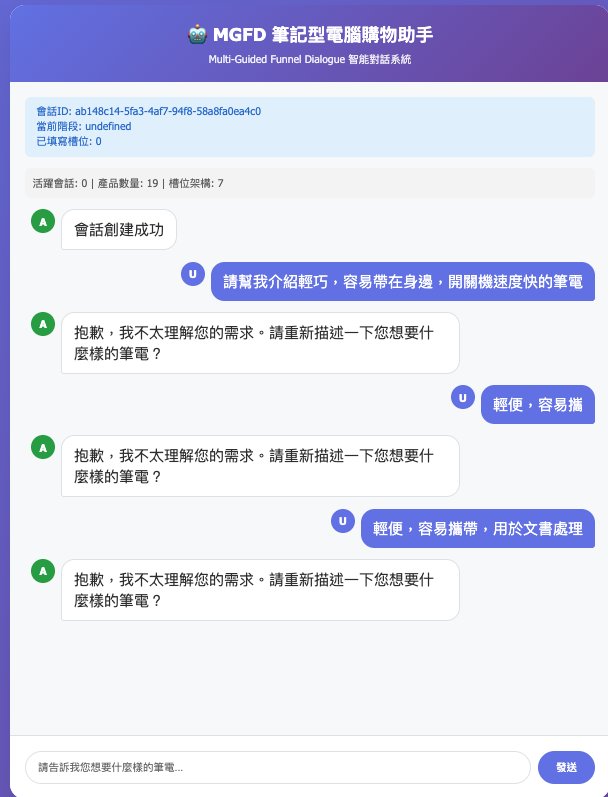 🤖 MGFD 筆記型電腦購物助手
Multi-Guided Funnel Dialogue 智能對話系統
會話ID: ab148c14-5fa3-4af7-94f8-58a8fa0ea4c0
當前階段: undefined
已填寫槽位: 0
活躍會話: 0 | 產品數量: 19 | 槽位架構: 7
A
會話創建成功
U
請幫我介紹輕巧，容易帶在身邊，開關機速度快的筆電
A
抱歉，我不太理解您的需求。請重新描述一下您想要什
麼樣的筆電？
U
輕便，容易攜
A
抱歉，我不太理解您的需求。請重新描述一下您想要什
麼樣的筆電？
U
輕便，容易攜帶，用於文書處理
A
抱歉，我不太理解您的需求。請重新描述一下您想要什
麼樣的筆電？
請告訴我您想要什麼樣的筆電...
發送